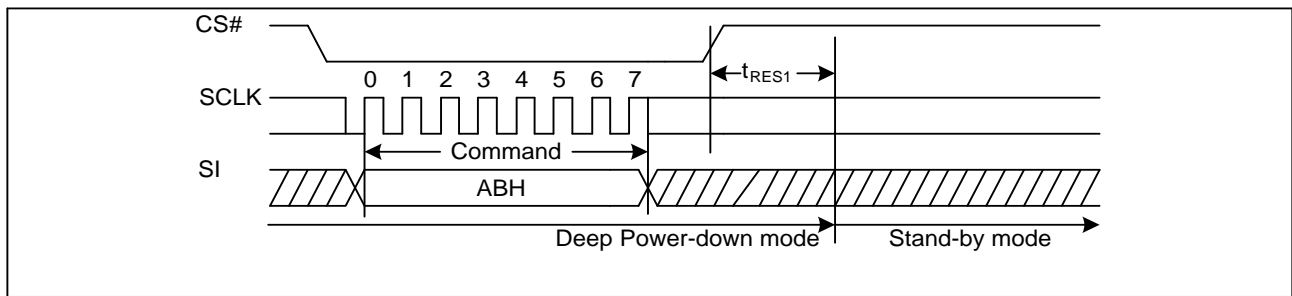 CS#
tRES1
0 1 2 3 4 5 6 7
SCLK
Command
SI
ABH
Deep Power-down mode Stand-by mode